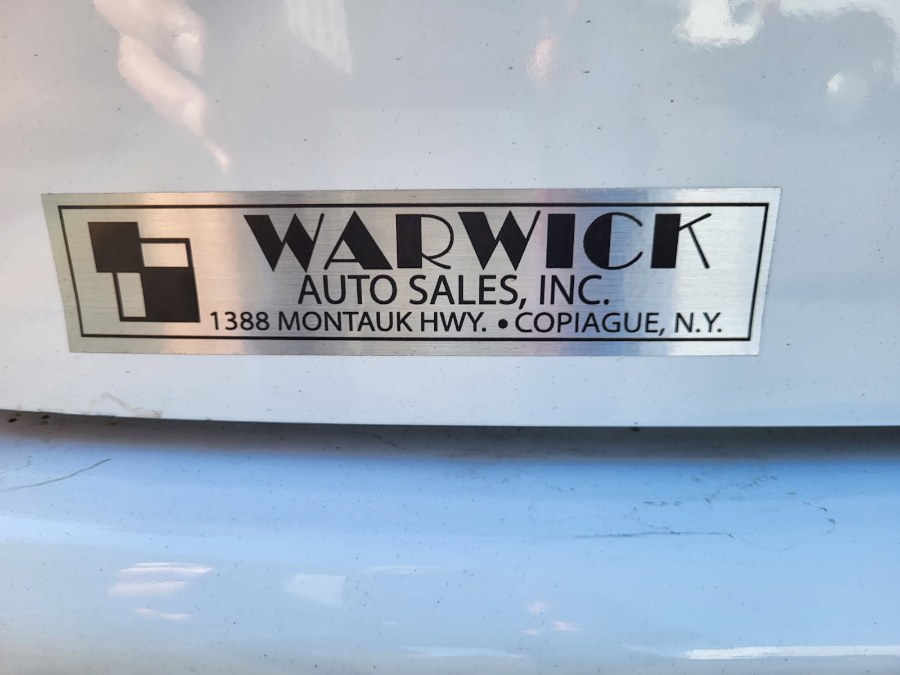 WARWICK
AUTO SALES, INC.
1388 MONTAUK HWY. • COPIAGUE, N.Y.